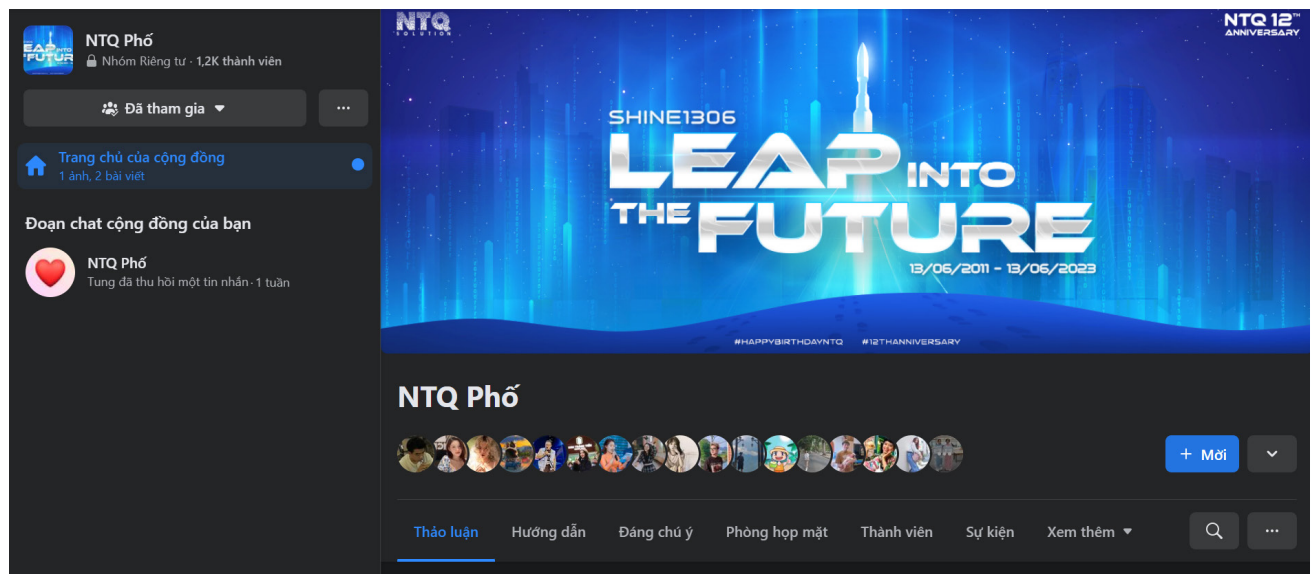 NTQ Phố
Nhóm Riêng tư · 1,2K thành viên
Đã tham gia
Trang chủ của cộng đồng
1 ảnh, 2 bài viết
Đoạn chat cộng đồng của bạn
NTQ Phố
Tung đã thu hồi một tin nhắn · 1 tuần
NTQ
SOLUTION
NTQ 12TH
ANNIVERSARY
SHINE1306
LEAP INTO
THE FUTURE
13/06/2011 - 13/06/2023
#HAPPYBIRTHDAYNTQ #12THANNIVERSARY
NTQ Phố
+ Mời
Thảo luận Hướng dẫn Đáng chú ý Phòng họp mặt Thành viên Sự kiện Xem thêm